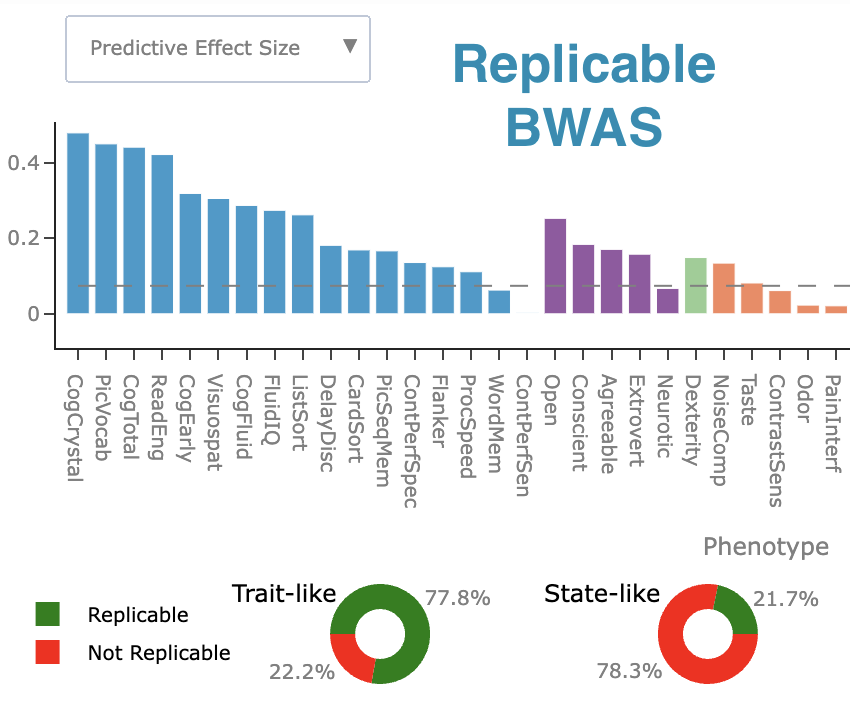 Predictive Effect Size ▼
Replicable
BWAS
0.4
0.2
0
CogCrystal
PicVocab
CogTotal
ReadEng
CogEarly
Visuospat
CogFluid
FluidIQ
ListSort
DelayDisc
CardSort
PicSeqMem
ContPerfSpec
Flanker
ProcSpeed
WordMem
ContPerfSen
Open
Conscient
Agreeable
Extrovert
Neurotic
Dexterity
NoiseComp
Taste
ContrastSens
Odor
PainInterf
Phenotype
Replicable
Not Replicable
Trait-like
77.8%
22.2%
State-like
21.7%
78.3%